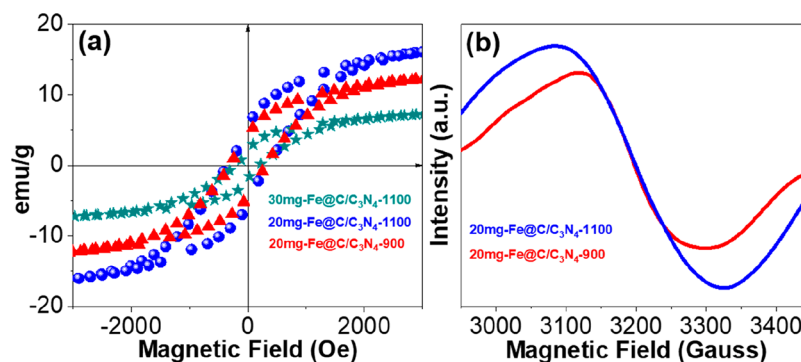 (a)
20
10
0
-10
-20
emu/g
30mg-Fe@C/C₃N₄-1100
20mg-Fe@C/C₃N₄-1100
20mg-Fe@C/C₃N₄-900
-2000 0 2000
Magnetic Field (Oe)
(b)
Intensity (a.u.)
20mg-Fe@C/C₃N₄-1100
20mg-Fe@C/C₃N₄-900
3000 3100 3200 3300 3400
Magnetic Field (Gauss)